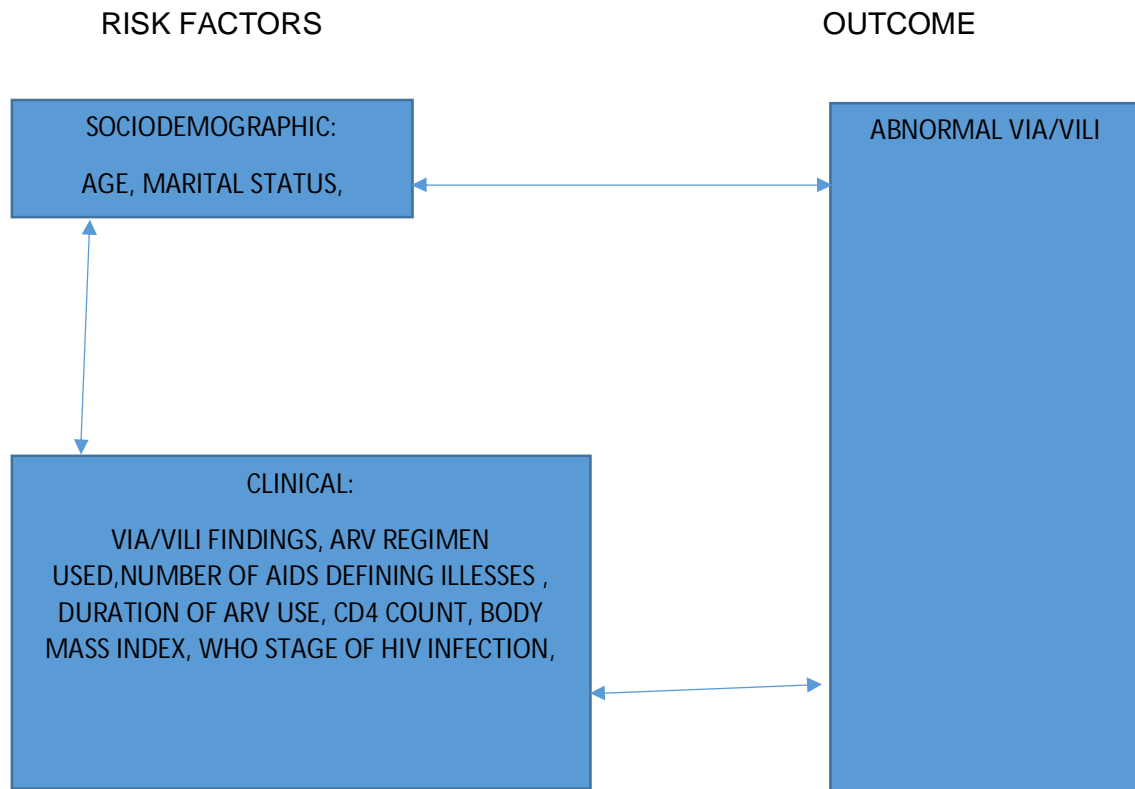 RISK FACTORS
OUTCOME
SOCIODEMOGRAPHIC:
AGE, MARITAL STATUS,
ABNORMAL VIA/VILI
CLINICAL:
VIA/VILI FINDINGS, ARV REGIMEN
USED,NUMBER OF AIDS DEFINING ILLESSES ,
DURATION OF ARV USE, CD4 COUNT, BODY
MASS INDEX, WHO STAGE OF HIV INFECTION,